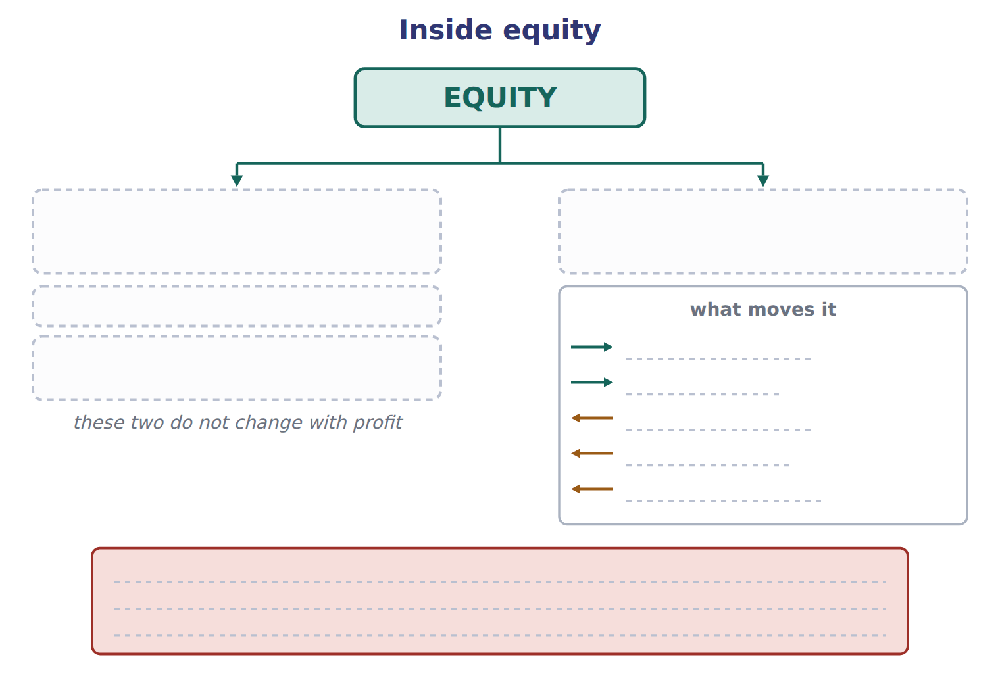 Inside equity
EQUITY
these two do not change with profit
what moves it